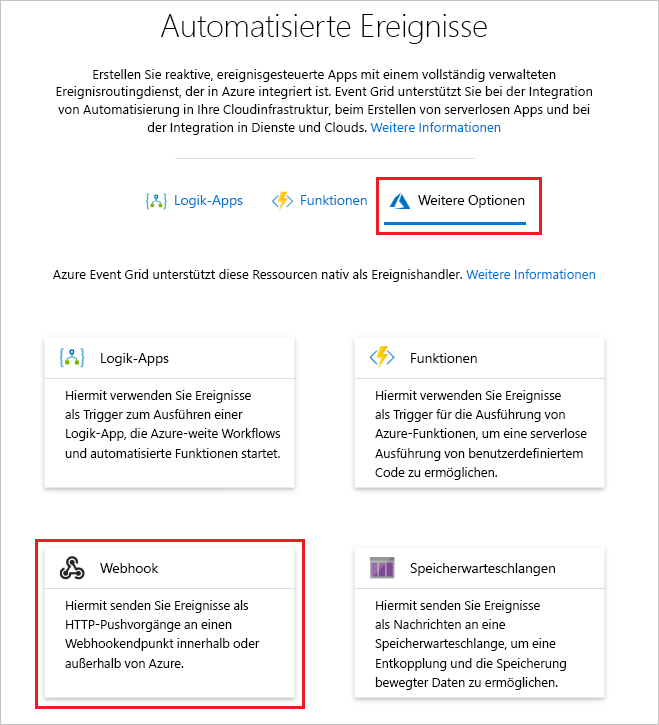 Automatisierte Ereignisse
Erstellen Sie reaktive, ereignisgesteuerte Apps mit einem vollständig verwalteten
Ereignisroutingdienst, der in Azure integriert ist. Event Grid unterstützt Sie bei der Integration
von Automatisierung in Ihre Cloudinfrastruktur, beim Erstellen von serverlosen Apps und bei
der Integration in Dienste und Clouds. Weitere Informationen
Logik-Apps
Funktionen
Weitere Optionen
Azure Event Grid unterstützt diese Ressourcen nativ als Ereignishandler. Weitere Informationen
Logik-Apps
Hiermit verwenden Sie Ereignisse
als Trigger zum Ausführen einer
Logik-App, die Azure-weite Workflows
und automatisierte Funktionen startet.
Funktionen
Hiermit verwenden Sie Ereignisse
als Trigger für die Ausführung von
Azure-Funktionen, um eine serverlose
Ausführung von benutzerdefiniertem
Code zu ermöglichen.
Webhook
Hiermit senden Sie Ereignisse als
HTTP-Pushvorgänge an einen
Webhookendpunkt innerhalb oder
außerhalb von Azure.
Speicherwarteschlangen
Hiermit senden Sie Ereignisse
als Nachrichten an eine
Speicherwarteschlange, um eine
Entkopplung und die Speicherung
bewegter Daten zu ermöglichen.